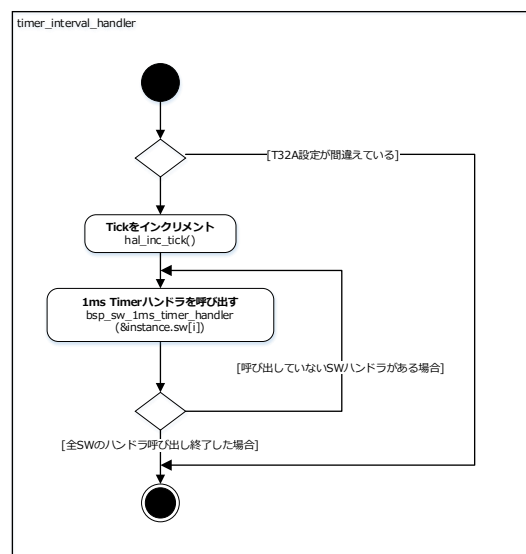 timer_interval_handler
[T32A設定が間違えている]
Tickをインクリメント
hal_inc_tick()
1ms Timerハンドラを呼び出す
bsp_sw_1ms_timer_handler
(&instance.sw[i])
[呼び出していないSWハンドラがある場合]
[全SWのハンドラ呼び出し終了した場合]